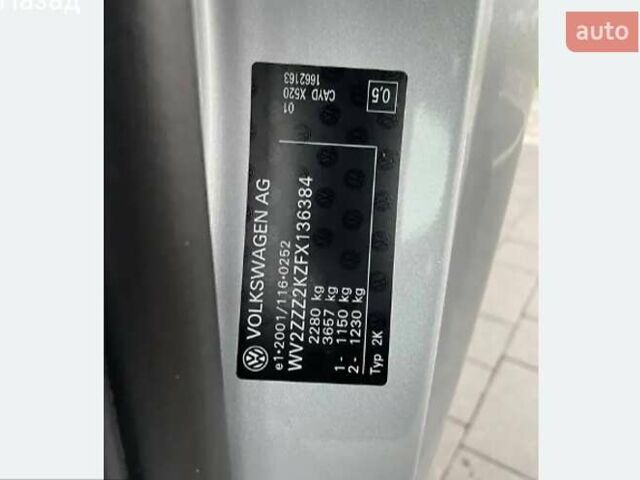 Назад
auto
VOLKSWAGEN AG
e1*2001/116*0252
WV2ZZZ2KZFX136384
2280 kg
3657 kg
1 - 1150 kg
2 - 1230 kg
Typ 2K
01
CAYD X520
1662163
0,5